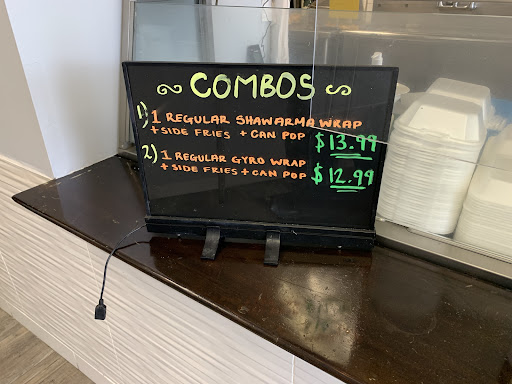 COMBOS
1) 1 REGULAR SHAWARMA WRAP
+ SIDE FRIES + CAN POP $13.99
2) 1 REGULAR GYRO WRAP
+ SIDE FRIES + CAN POP $12.99